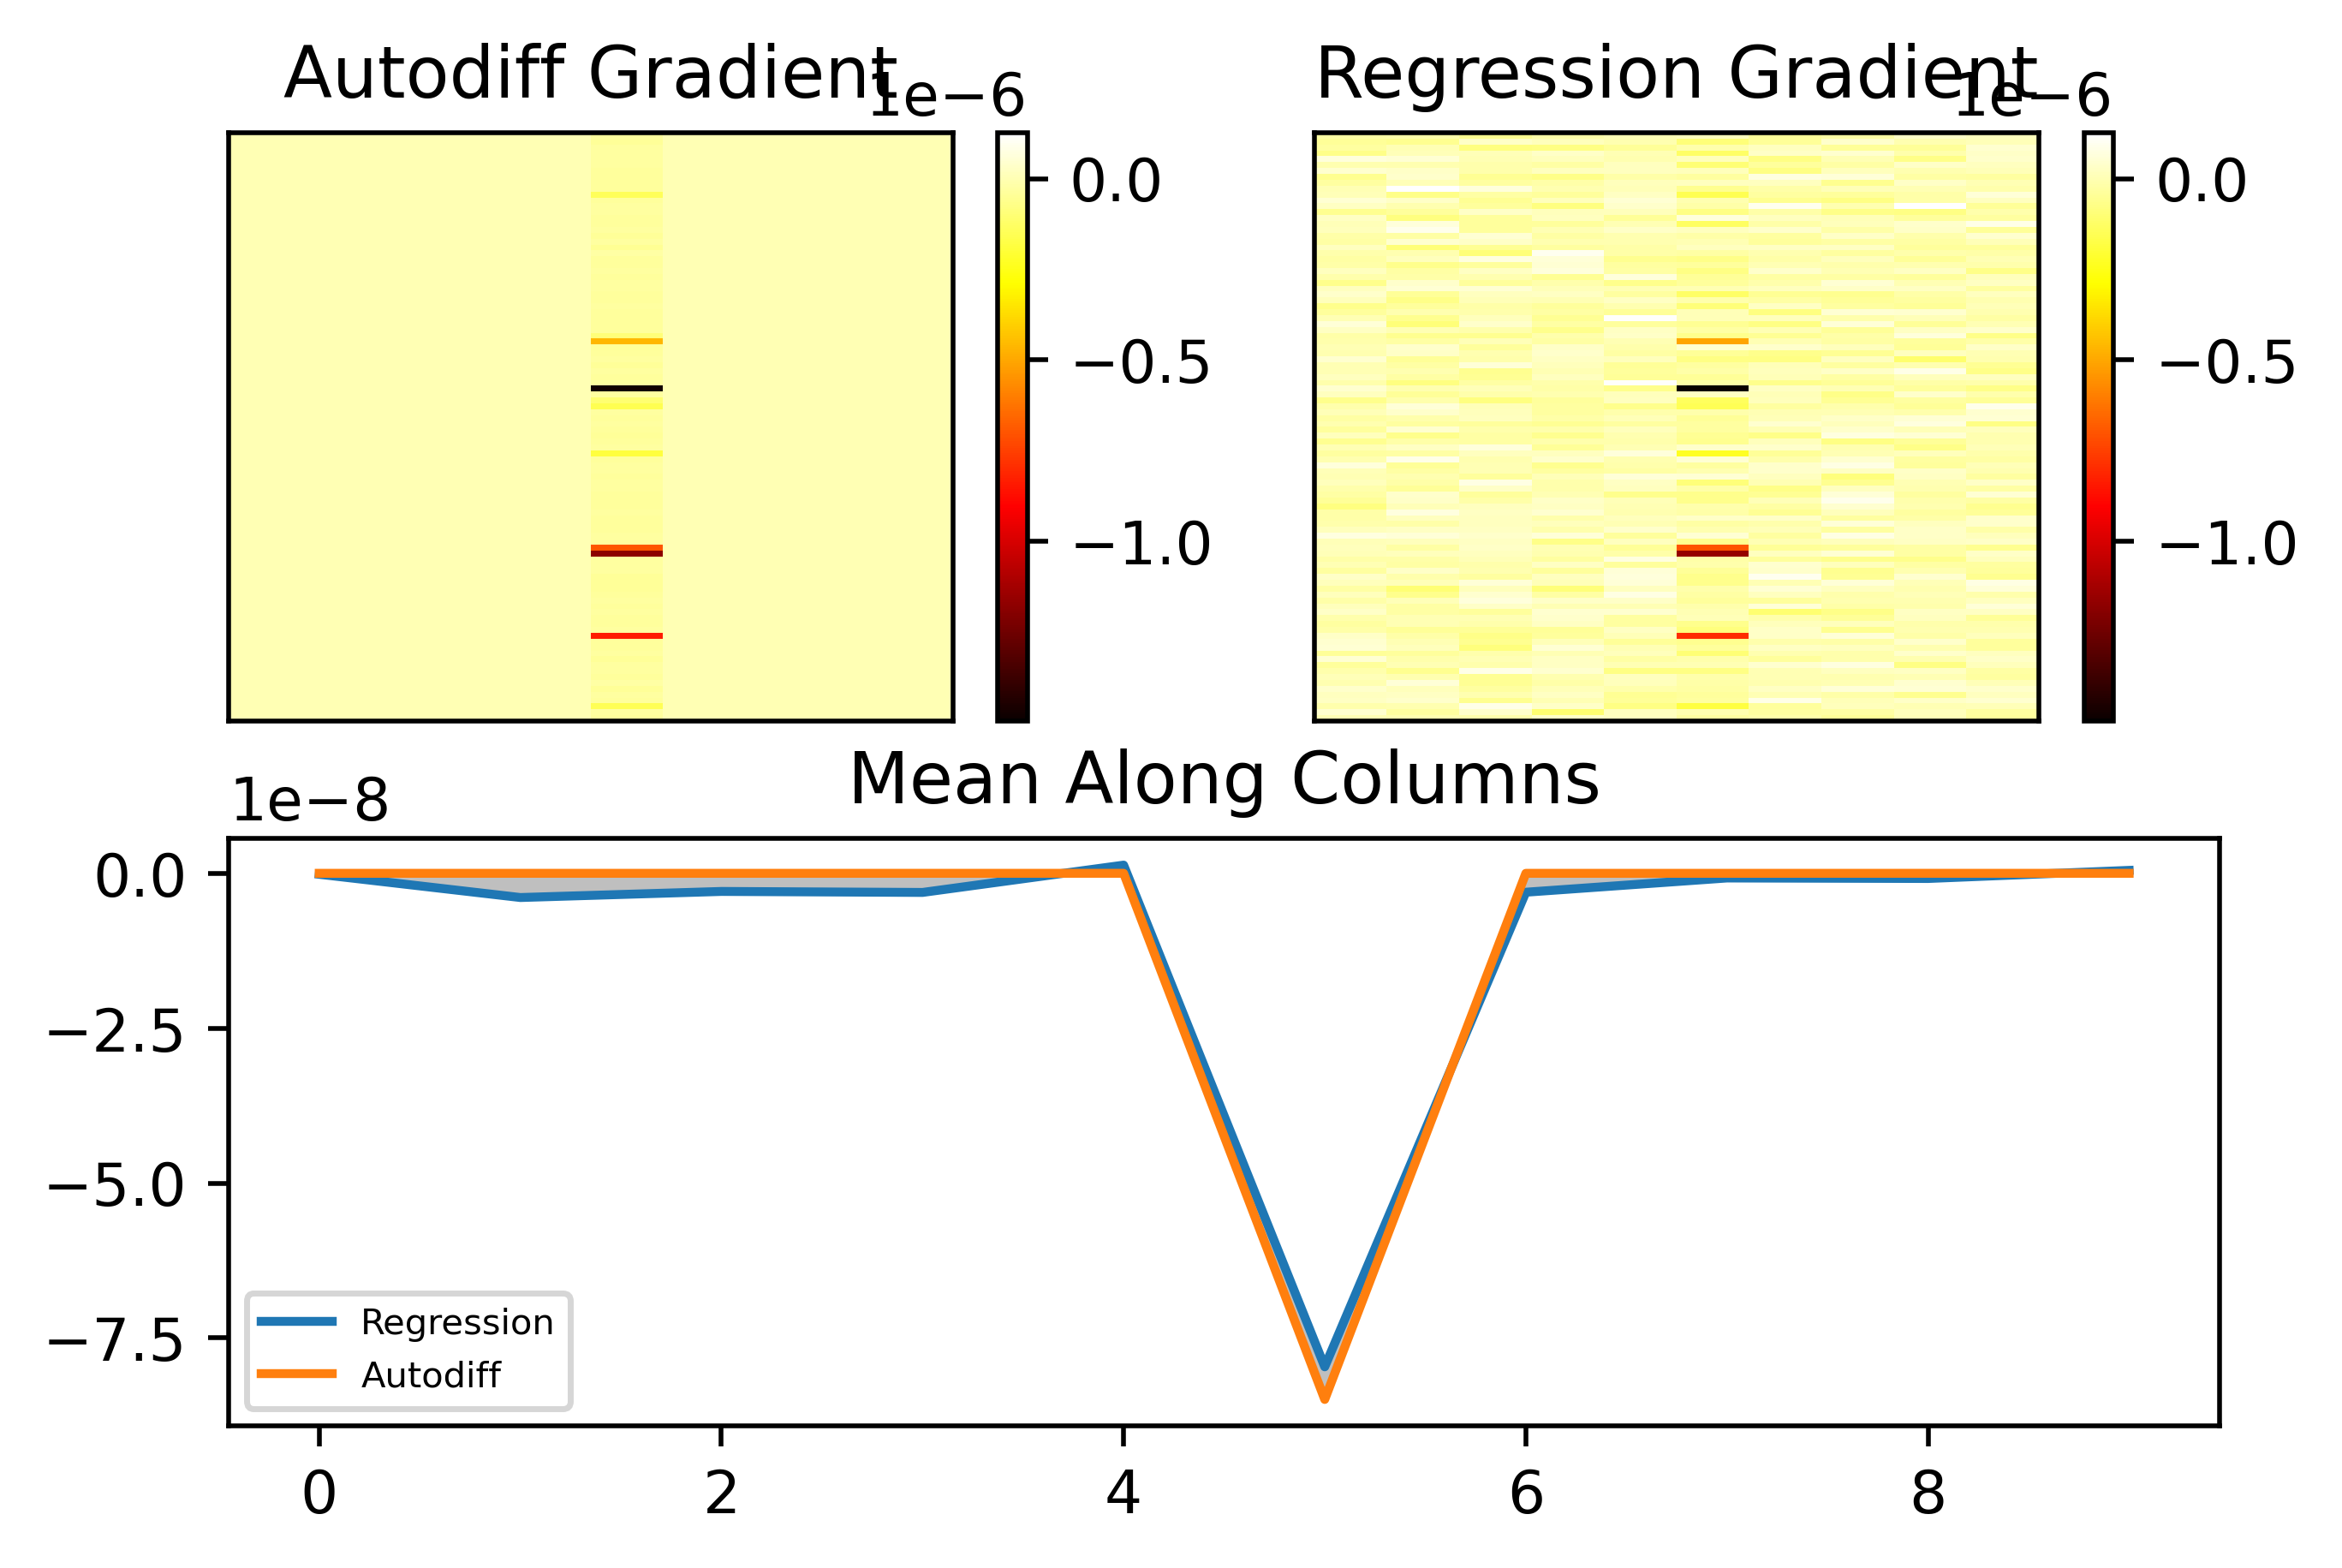 Autodiff Gradient
1e−6
0.0
−0.5
−1.0
Regression Gradient
1e−6
0.0
−0.5
−1.0
Mean Along Columns
1e−8
0.0
−2.5
−5.0
−7.5
Regression
Autodiff
0 2 4 6 8